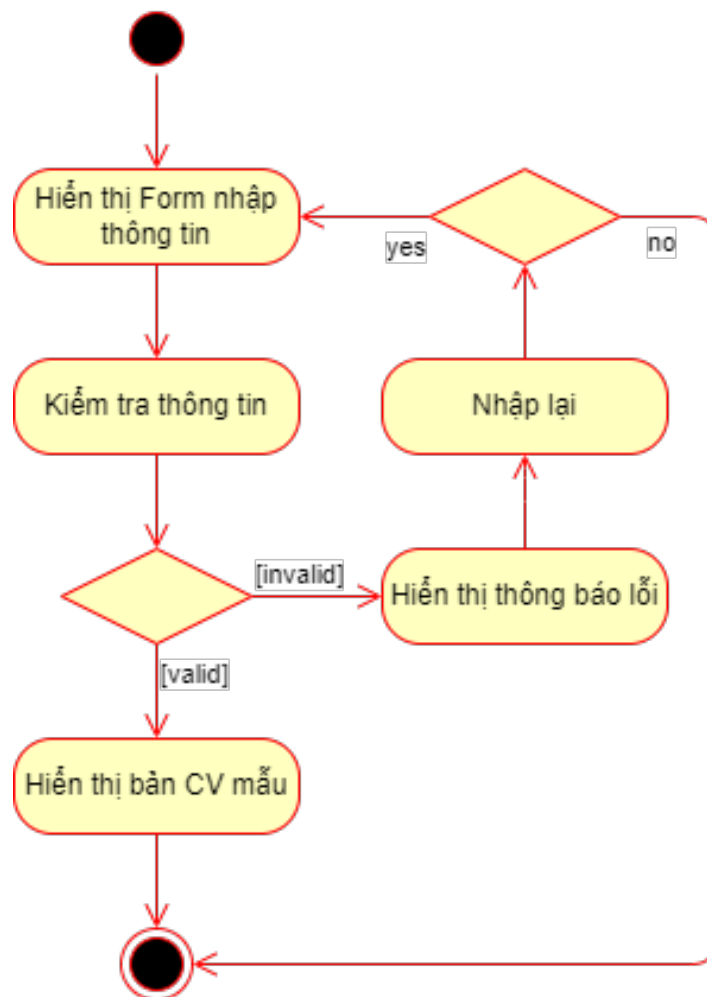 Hiển thị Form nhập
thông tin
yes
no
Kiểm tra thông tin
Nhập lại
[invalid]
Hiển thị thông báo lỗi
[valid]
Hiển thị bản CV mẫu